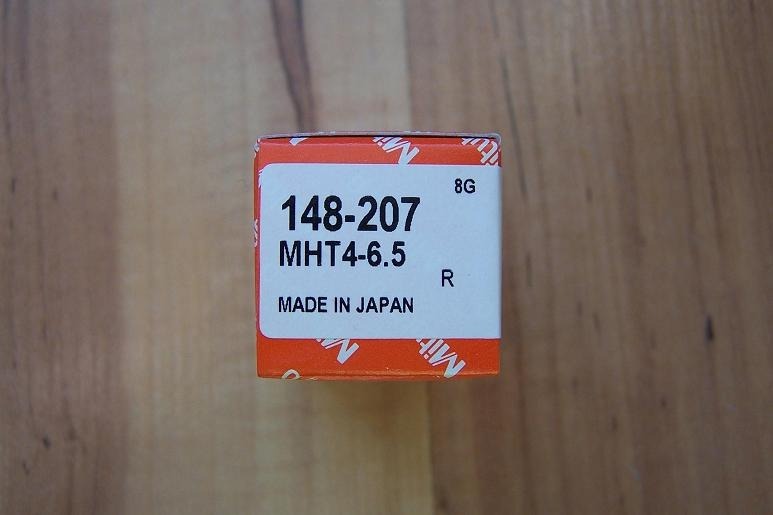 8G
148-207
MHT4-6.5
R
MADE IN JAPAN